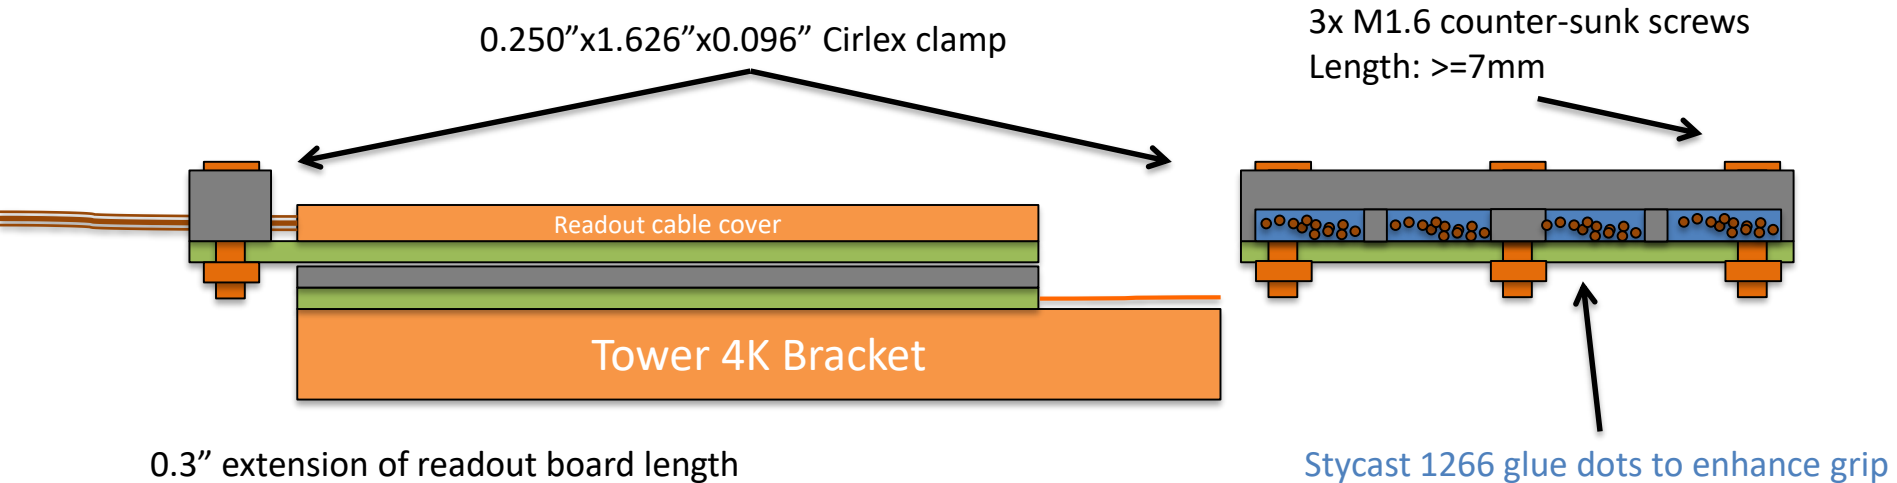 0.250”x1.626”x0.096” Cirlex clamp
3x M1.6 counter-sunk screws
Length: >=7mm
Readout cable cover
Tower 4K Bracket
0.3” extension of readout board length
Stycast 1266 glue dots to enhance grip